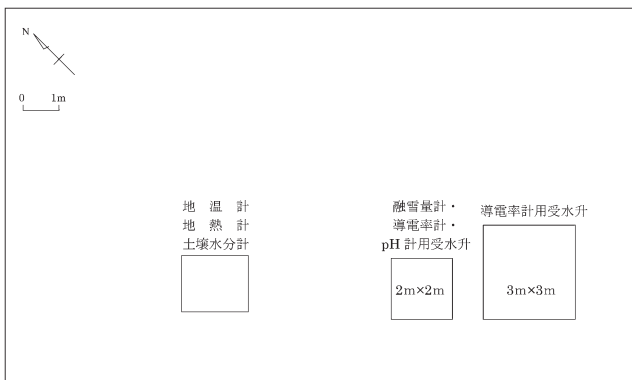 N
0 1m
地 温 計
地 熱 計
土壌水分計
融雪量計・
導電率計・
pH 計用受水升
導電率計用受水升
2m×2m
3m×3m